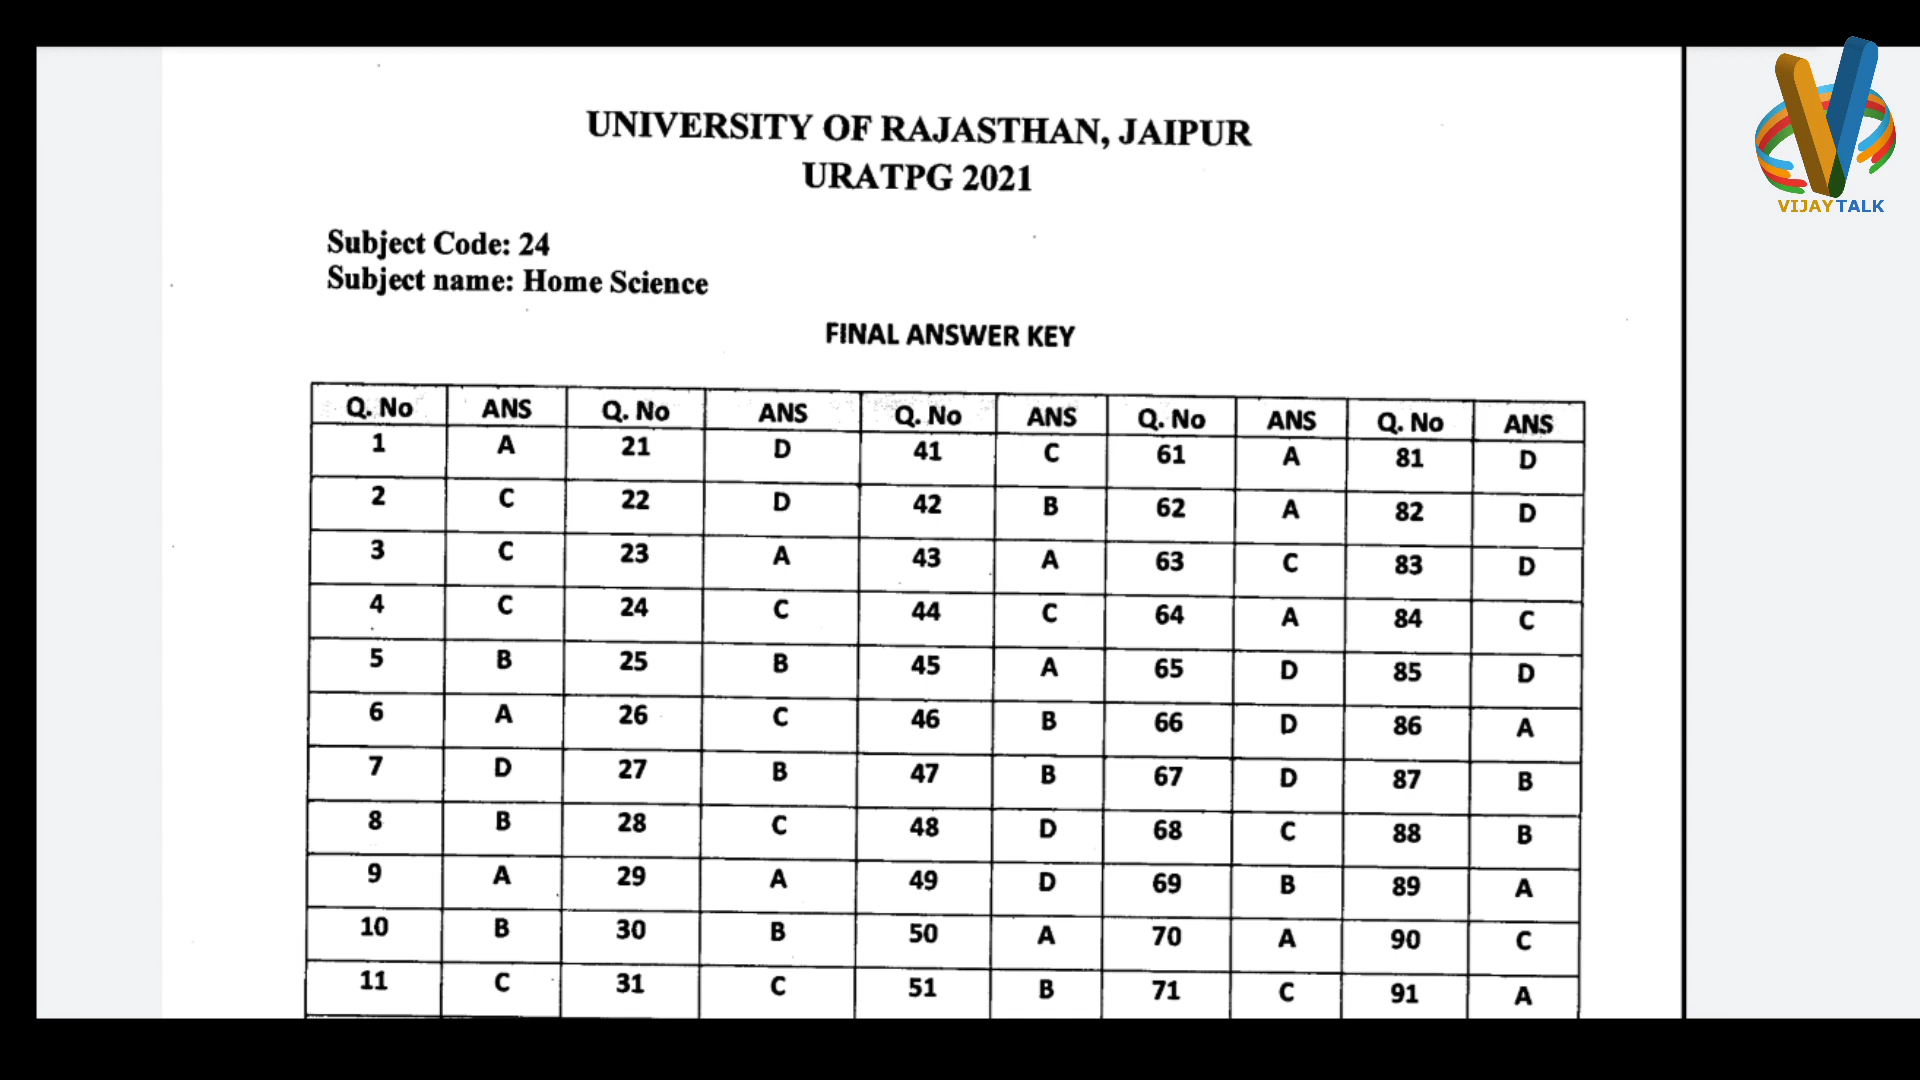 UNIVERSITY OF RAJASTHAN, JAIPUR
URATPG 2021
VIJAYTALK
Subject Code: 24
Subject name: Home Science
FINAL ANSWER KEY
Q. No ANS Q. No ANS Q. No ANS Q. No ANS Q. No ANS
1 A 21 D 41 C 61 A 81 D
2 C 22 D 42 B 62 A 82 D
3 C 23 A 43 A 63 C 83 D
4 C 24 C 44 C 64 A 84 C
5 B 25 B 45 A 65 D 85 D
6 A 26 C 46 B 66 D 86 A
7 D 27 B 47 B 67 D 87 B
8 B 28 C 48 D 68 C 88 B
9 A 29 A 49 D 69 B 89 A
10 B 30 B 50 A 70 A 90 C
11 C 31 C 51 B 71 C 91 A